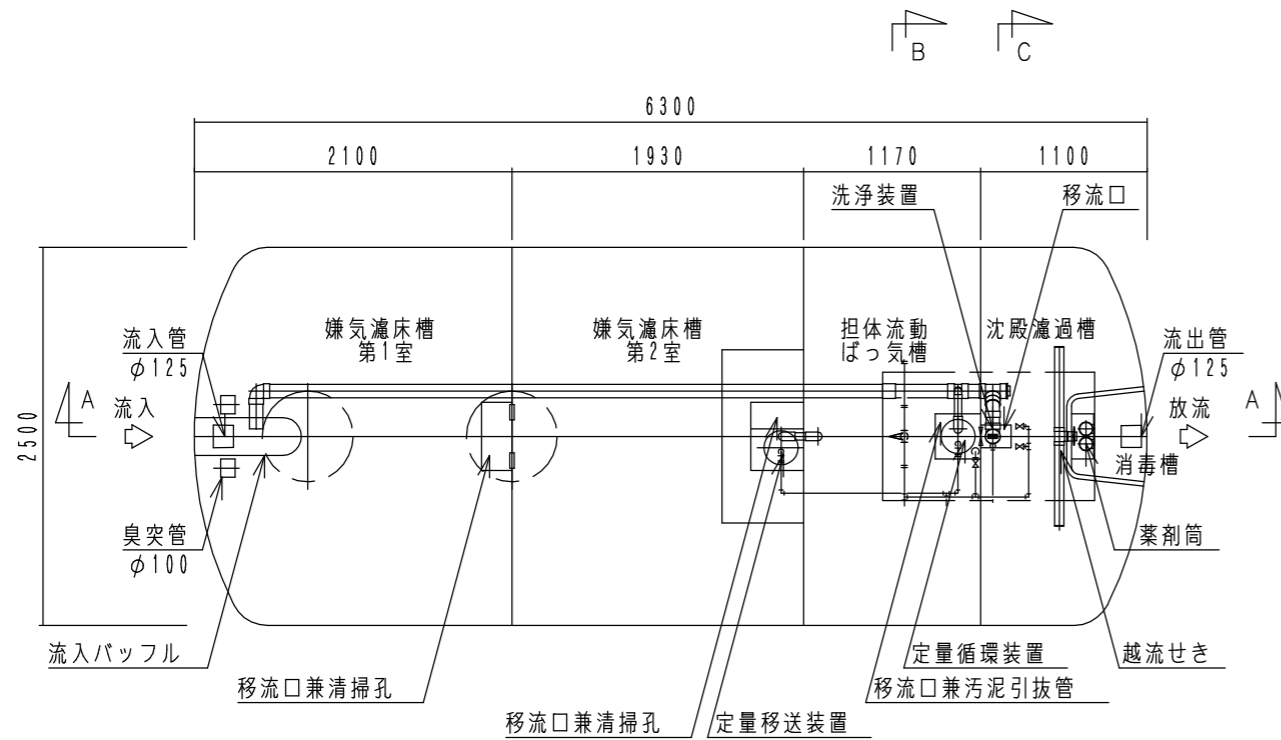 B
C
6300
2100
1930
1170
1100
洗浄装置
移流口
嫌気濾床槽
第1室
嫌気濾床槽
第2室
担体流動
ばっ気槽
沈殿濾過槽
流入管
φ125
流出管
φ125
A
流入
放流
A
2500
消毒槽
臭突管
φ100
薬剤筒
流入バッフル
定量循環装置
越流せき
移流口兼清掃孔
移流口兼汚泥引抜管
移流口兼清掃孔
定量移送装置